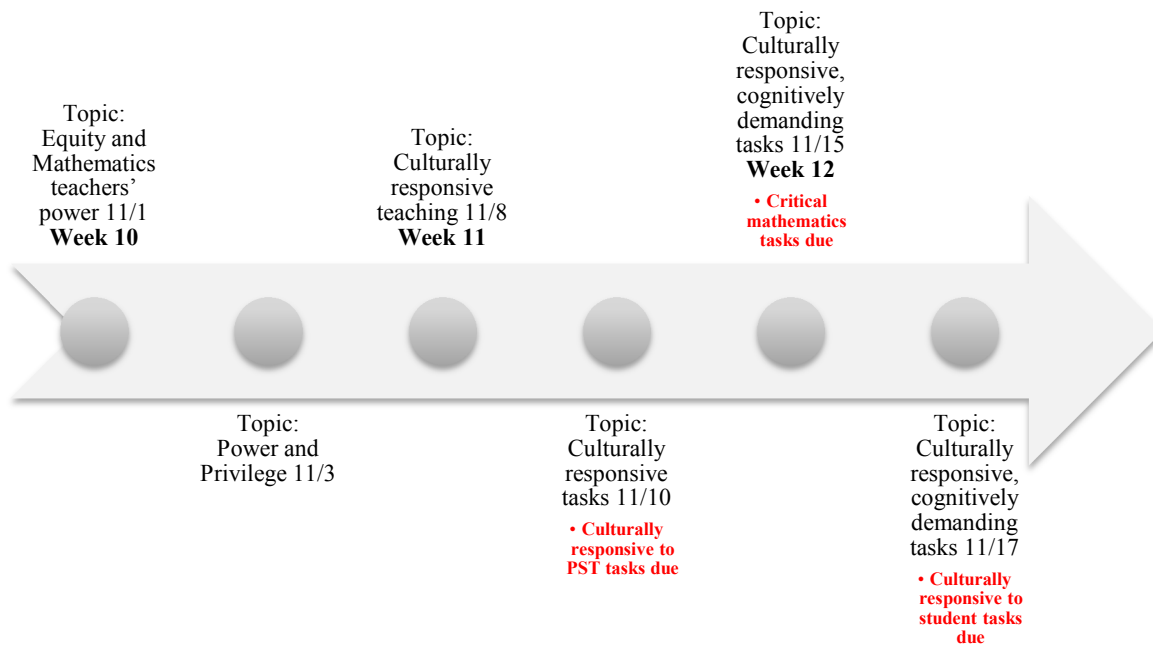 Topic:
Equity and
Mathematics
teachers'
power 11/1
Week 10
Topic:
Power and
Privilege 11/3
Topic:
Culturally
responsive
teaching 11/8
Week 11
Topic:
Culturally
responsive
tasks 11/10
• Culturally
responsive to
PST tasks due
Topic:
Culturally
responsive,
cognitively
demanding
tasks 11/15
Week 12
• Critical
mathematics
tasks due
Topic:
Culturally
responsive,
cognitively
demanding
tasks 11/17
• Culturally
responsive to
student tasks
due